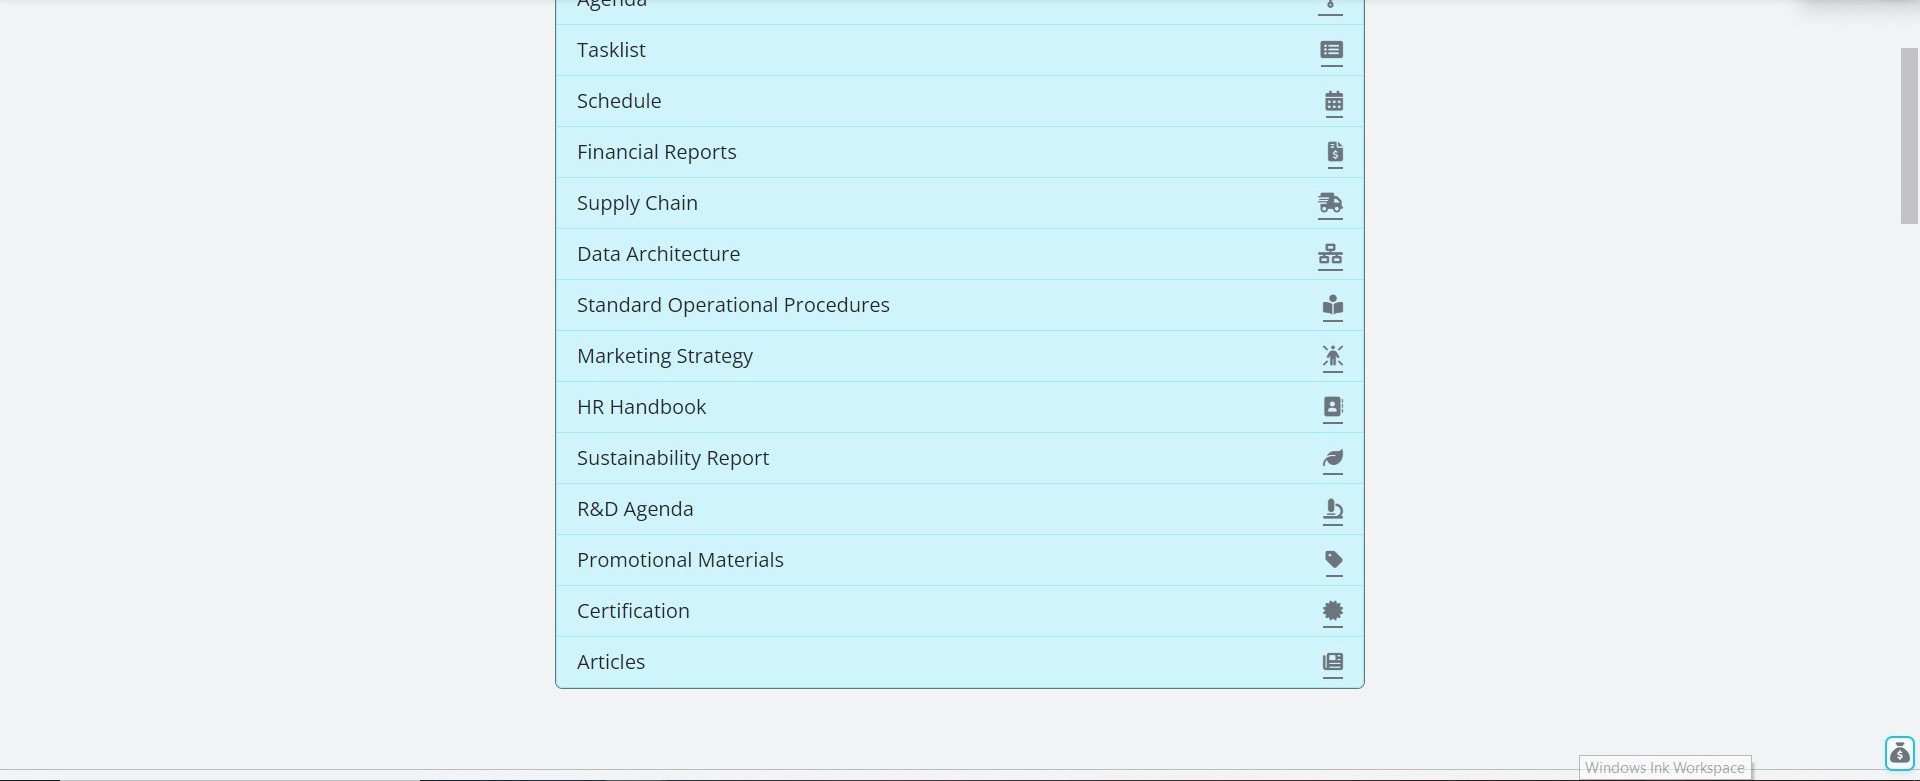 Agenda
Tasklist
Schedule
Financial Reports
Supply Chain
Data Architecture
Standard Operational Procedures
Marketing Strategy
HR Handbook
Sustainability Report
R&D Agenda
Promotional Materials
Certification
Articles
Windows Ink Workspace